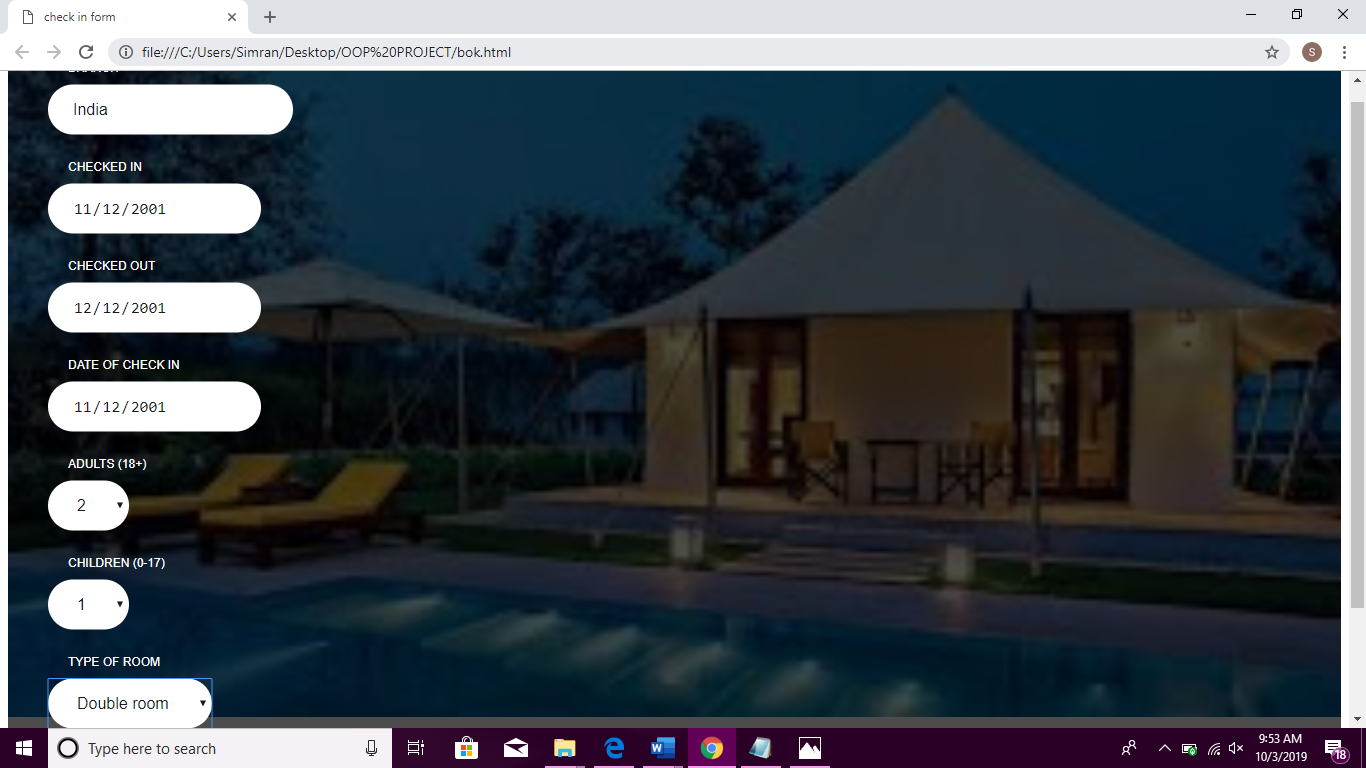 check in form
file:///C:/Users/Simran/Desktop/OOP%20PROJECT/bok.html
S
India
CHECKED IN
11/12/2001
CHECKED OUT
12/12/2001
DATE OF CHECK IN
11/12/2001
ADULTS (18+)
2
CHILDREN (0-17)
1
TYPE OF ROOM
Double room
Type here to search
9:53 AM
10/3/2019
18